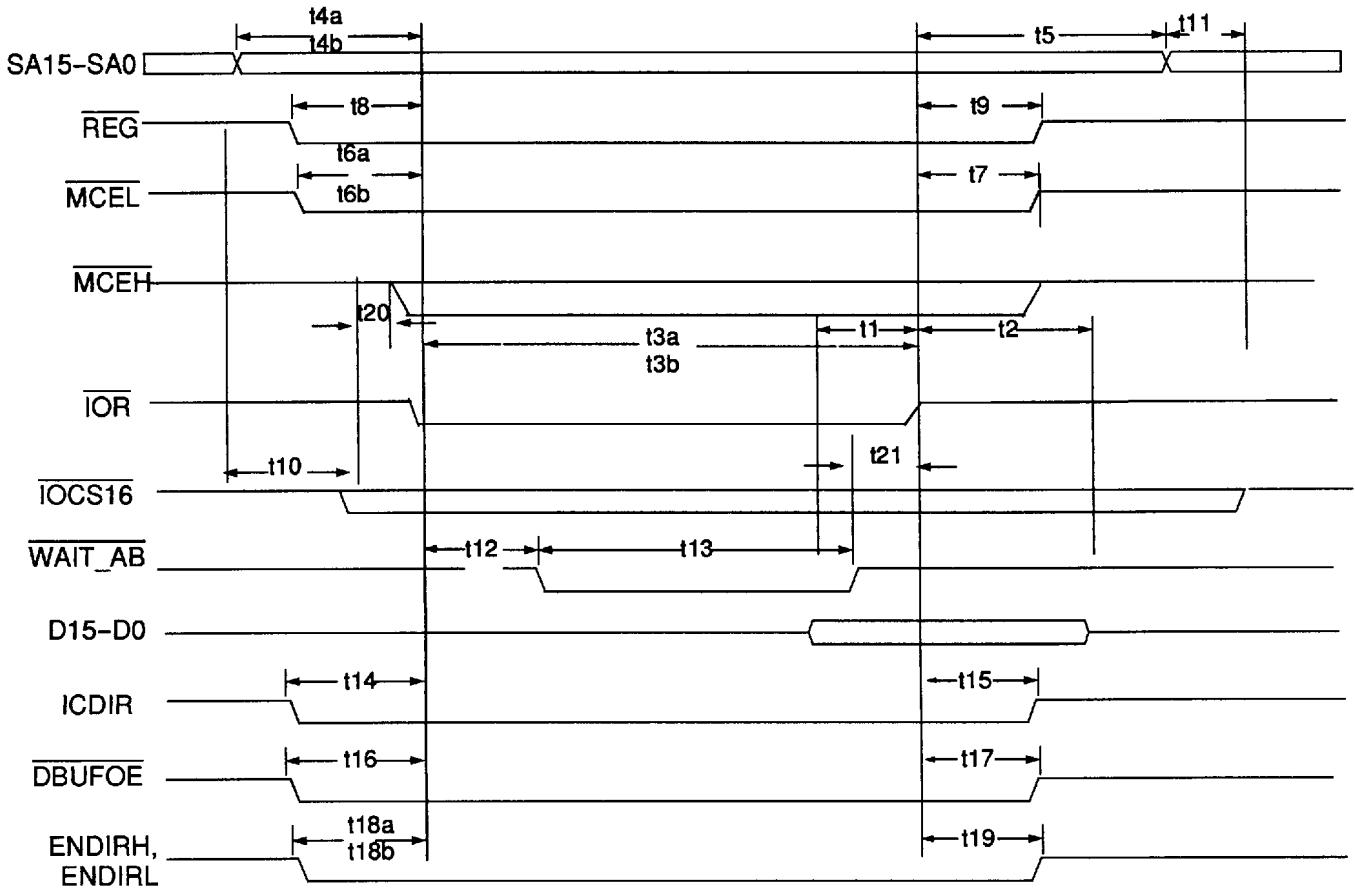 t4a
t4b
t5
t11
SA15-SA0
t8
t9
REG
t6a
t6b
t7
MCEL
MCEH
t20
t1
t2
t3a
t3b
IOR
t21
t10
IOCS16
WAIT_AB
t12
t13
D15-D0
t14
t15
ICDIR
t16
t17
DBUFOE
t18a
t18b
t19
ENDIRH,
ENDIRL